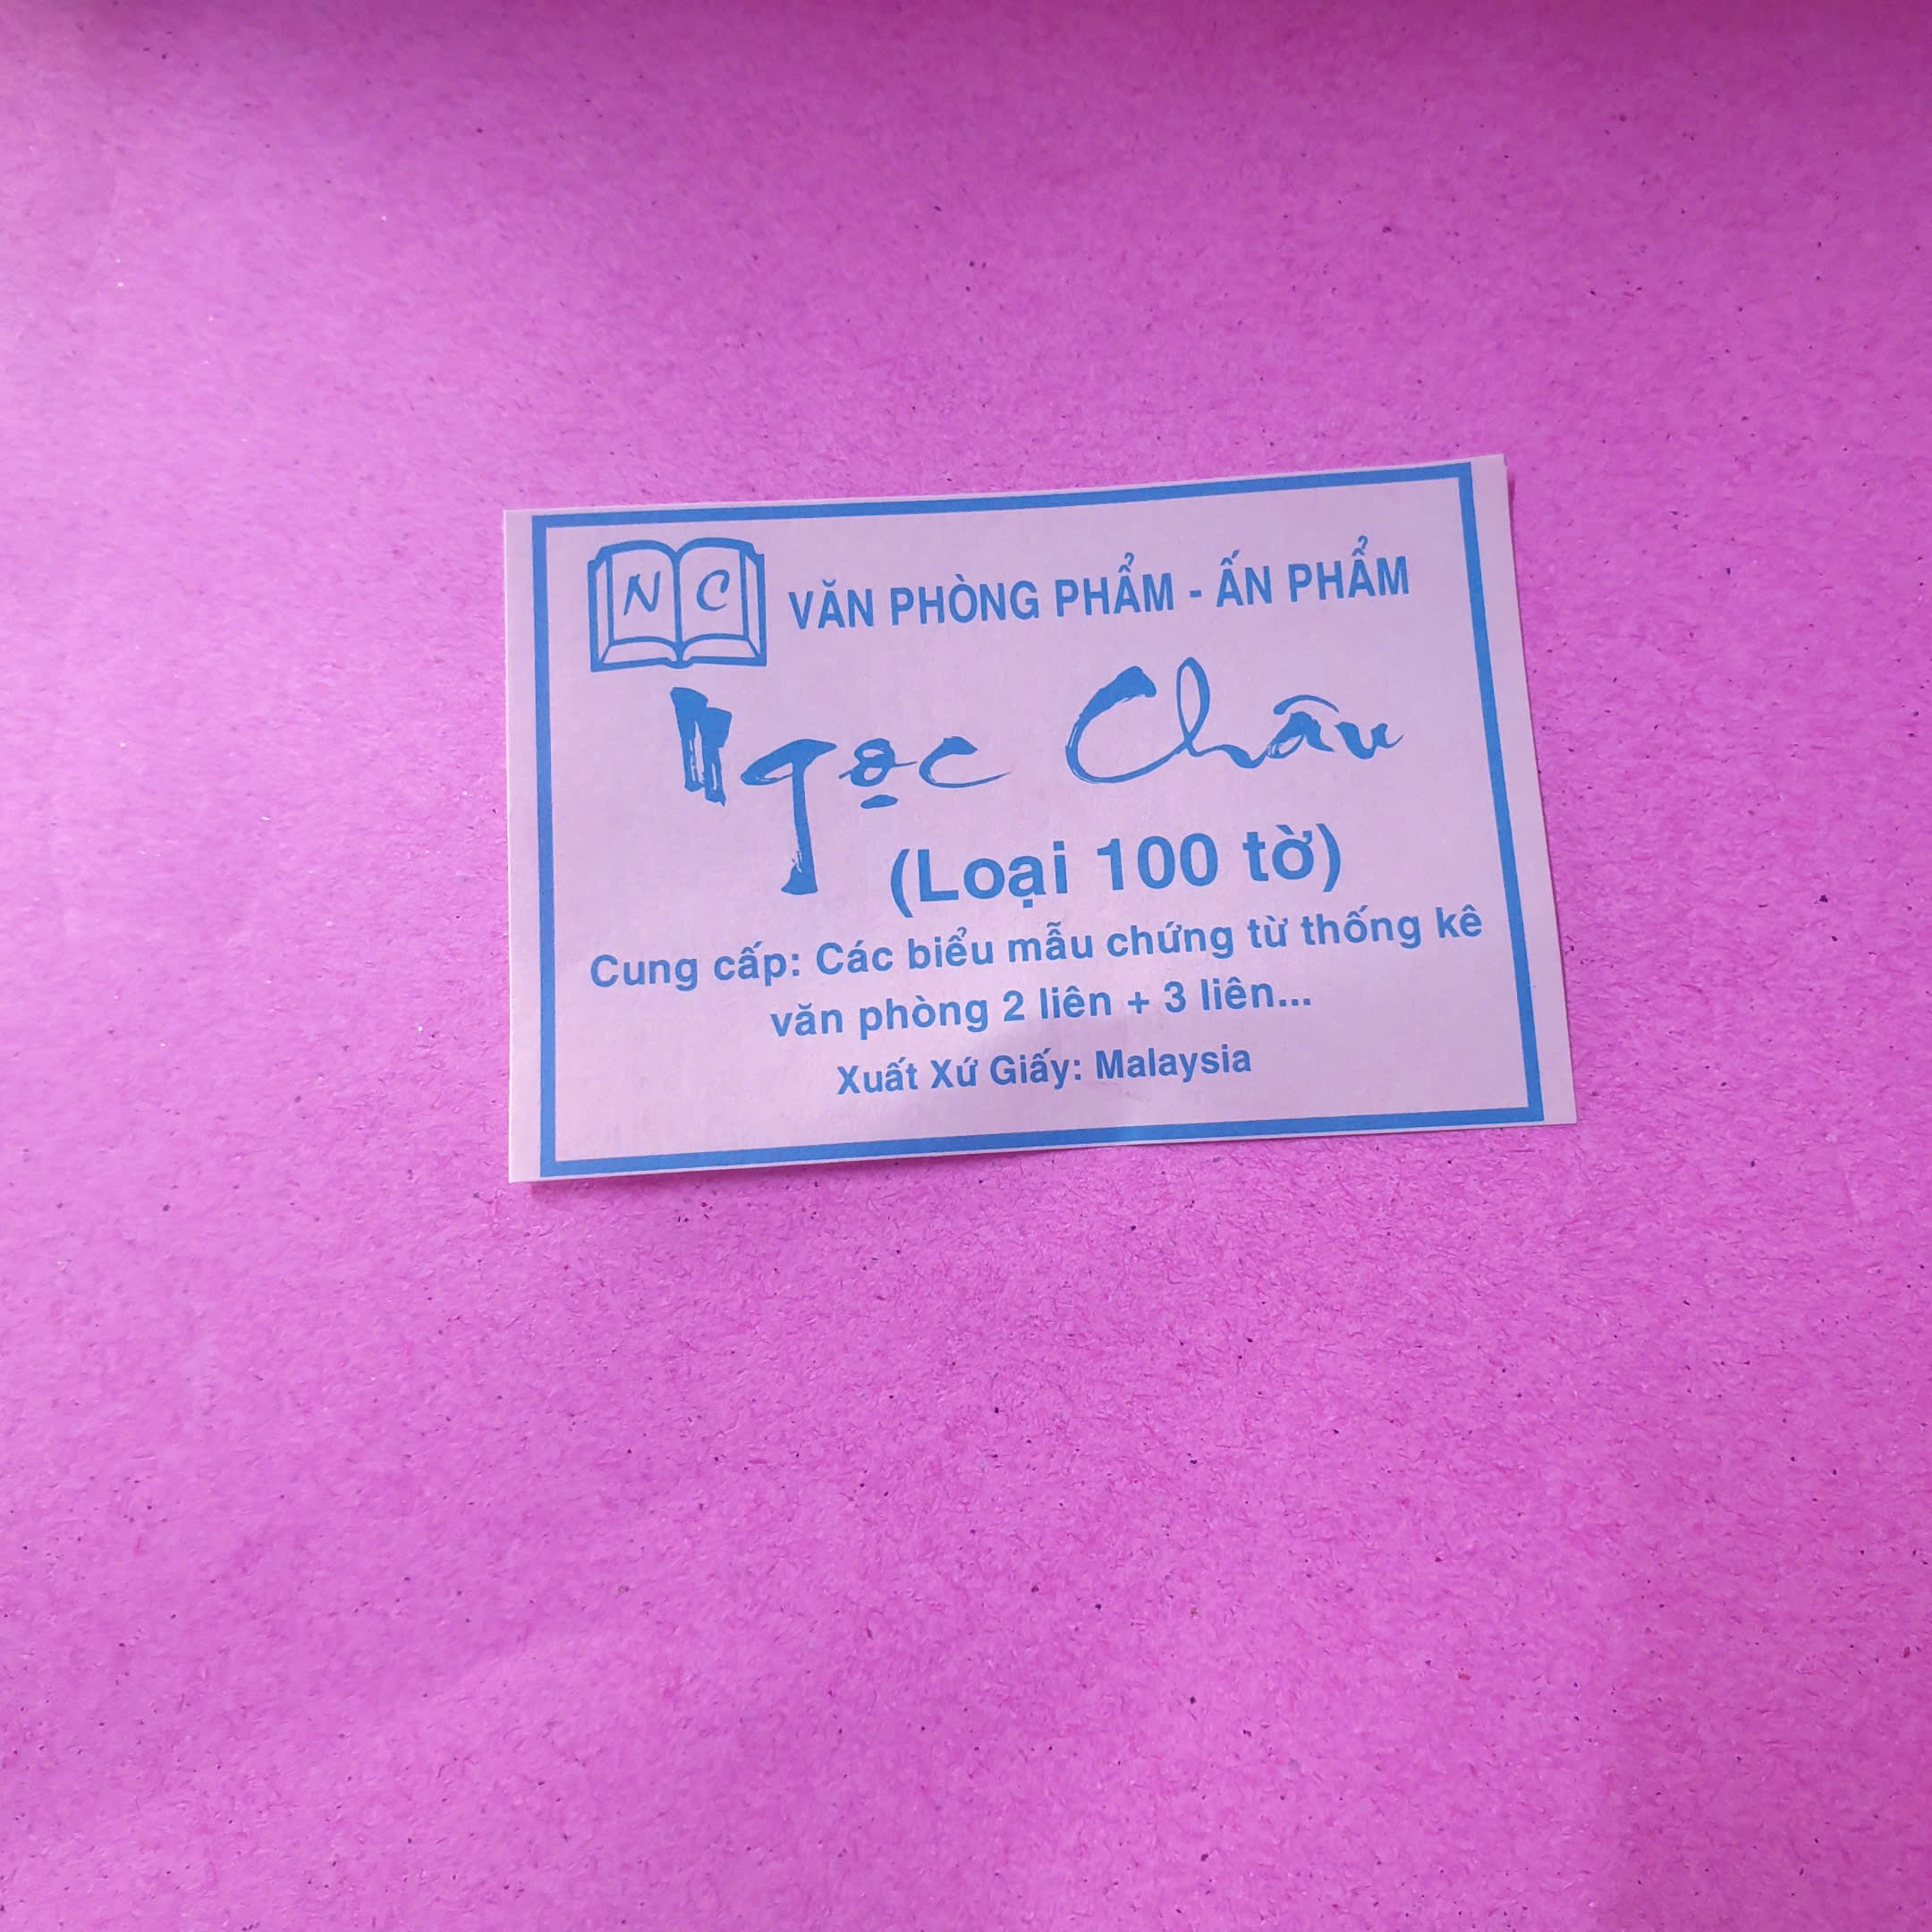 N C
VĂN PHÒNG PHẨM - ẤN PHẨM
Ngọc Châu
(Loại 100 tờ)
Cung cấp: Các biểu mẫu chứng từ thống kê
văn phòng 2 liên + 3 liên...
Xuất Xứ Giấy: Malaysia